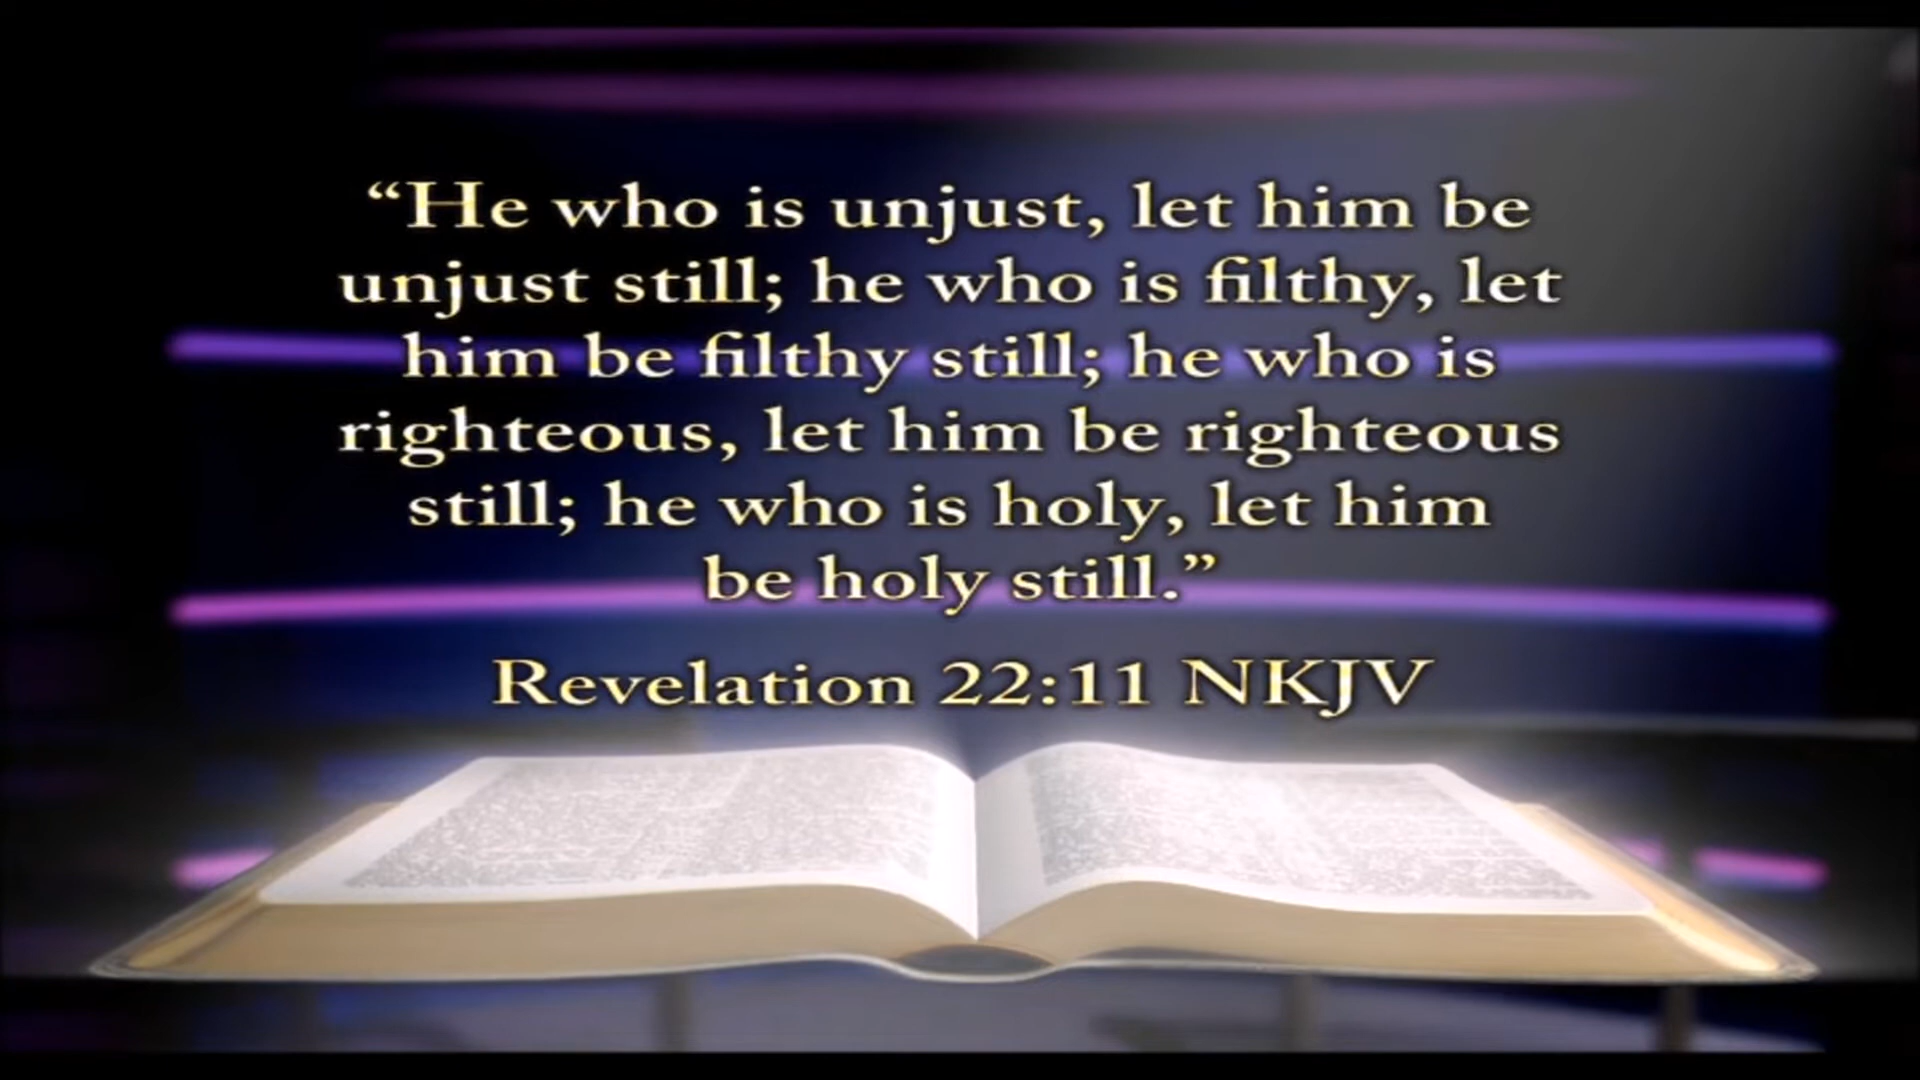 “He who is unjust, let him be
unjust still; he who is filthy, let
him be filthy still; he who is
righteous, let him be righteous
still; he who is holy, let him
be holy still.”
Revelation 22:11 NKJV